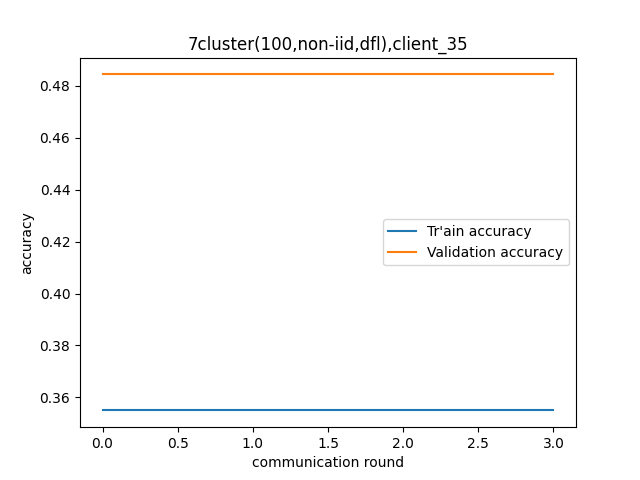 7cluster(100,non-iid,dfl),client_35
0.48
0.46
0.44
0.42
0.40
0.38
0.36
accuracy
Tr'ain accuracy
Validation accuracy
0.0 0.5 1.0 1.5 2.0 2.5 3.0
communication round